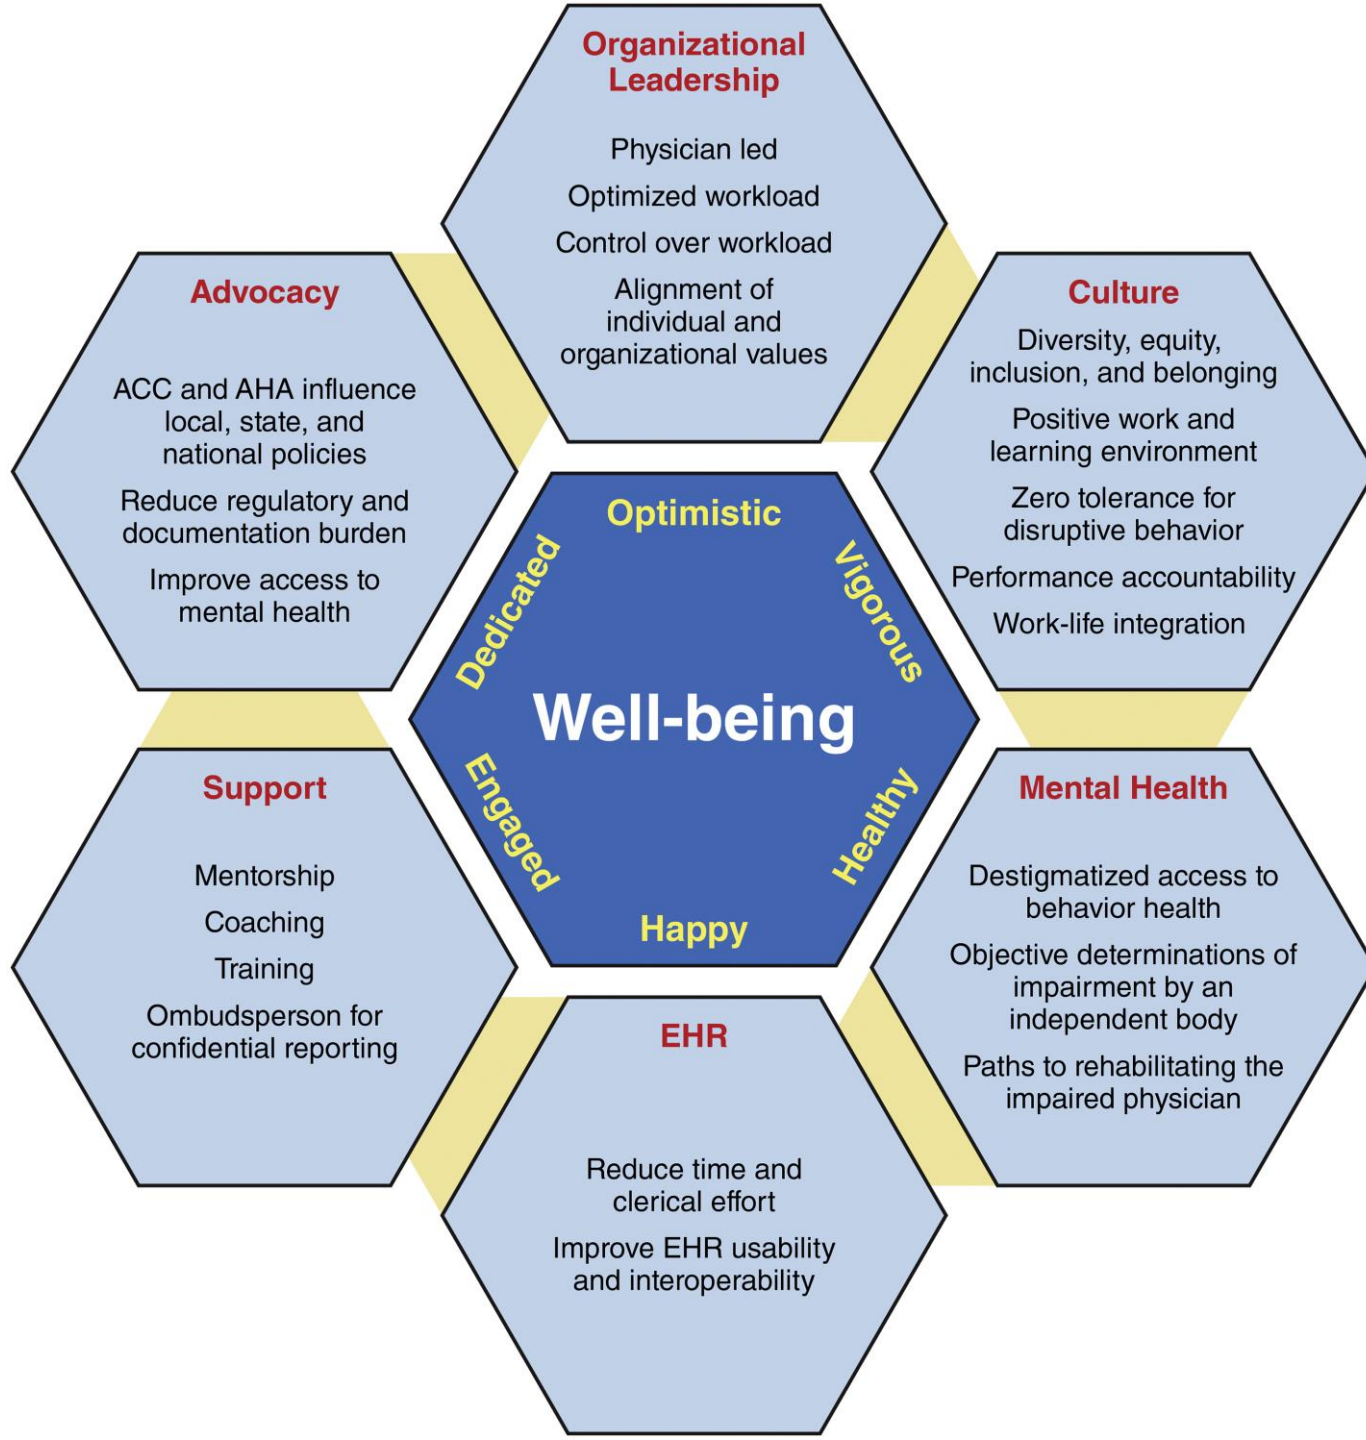 Organizational
Leadership
Physician led
Optimized workload
Control over workload
Alignment of
individual and
organizational values
Advocacy
ACC and AHA influence
local, state, and
national policies
Reduce regulatory and
documentation burden
Improve access to
mental health
Culture
Diversity, equity,
inclusion, and belonging
Positive work and
learning environment
Zero tolerance for
disruptive behavior
Performance accountability
Work-life integration
Optimistic
Dedicated
Vigorous
Well-being
Engaged
Healthy
Happy
Support
Mentorship
Coaching
Training
Ombudsperson for
confidential reporting
Mental Health
Destigmatized access to
behavior health
Objective determinations of
impairment by an
independent body
Paths to rehabilitating the
impaired physician
EHR
Reduce time and
clerical effort
Improve EHR usability
and interoperability